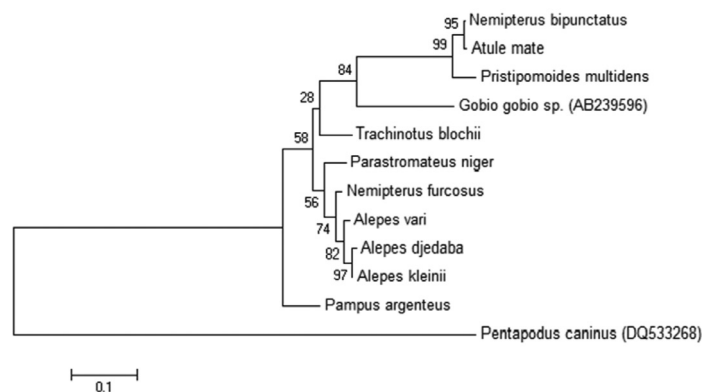 95
Nemipterus bipunctatus
99
Atule mate
84
Pristipomoides multidens
28
Gobio gobio sp. (AB239596)
58
Trachinotus blochii
Parastromateus niger
56
Nemipterus furcosus
74
Alepes vari
82
Alepes djedaba
97
Alepes kleinii
Pampus argenteus
Pentapodus caninus (DQ533268)
0.1